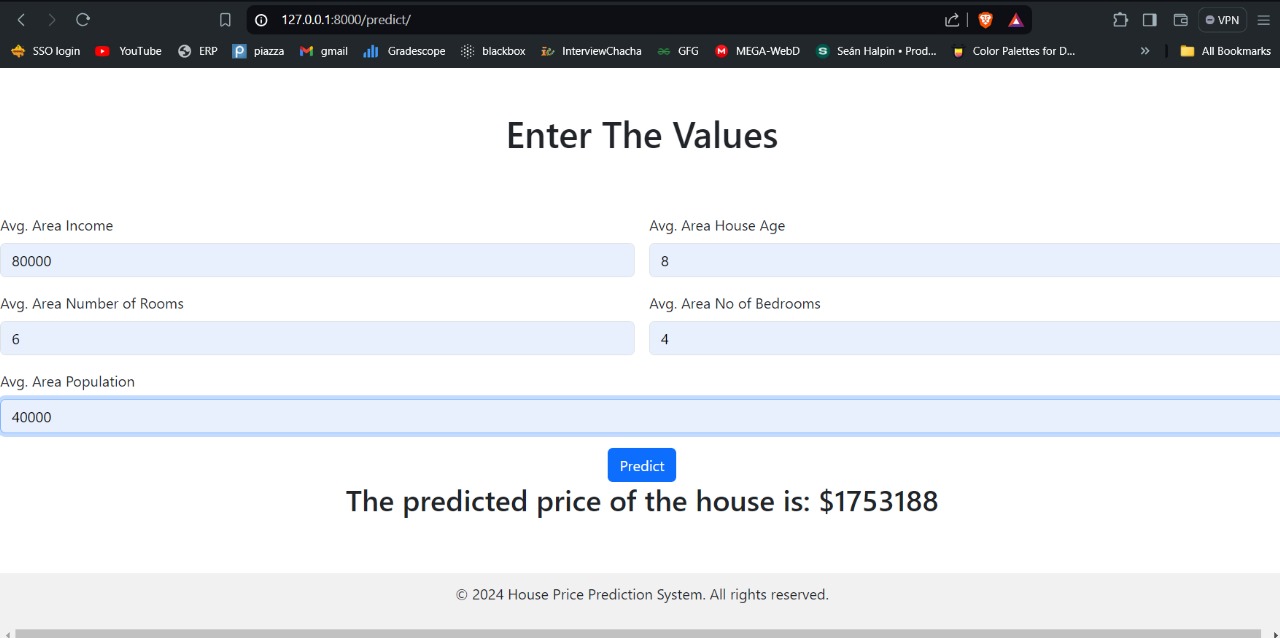 127.0.0.1:8000/predict/
VPN
SSO login YouTube ERP piazza gmail Gradescope blackbox InterviewChacha GFG MEGA-WebD Seán Halpin • Prod... Color Palettes for D... » All Bookmarks
Enter The Values
Avg. Area Income Avg. Area House Age
80000 8
Avg. Area Number of Rooms Avg. Area No of Bedrooms
6 4
Avg. Area Population
40000
Predict
The predicted price of the house is: $1753188
© 2024 House Price Prediction System. All rights reserved.